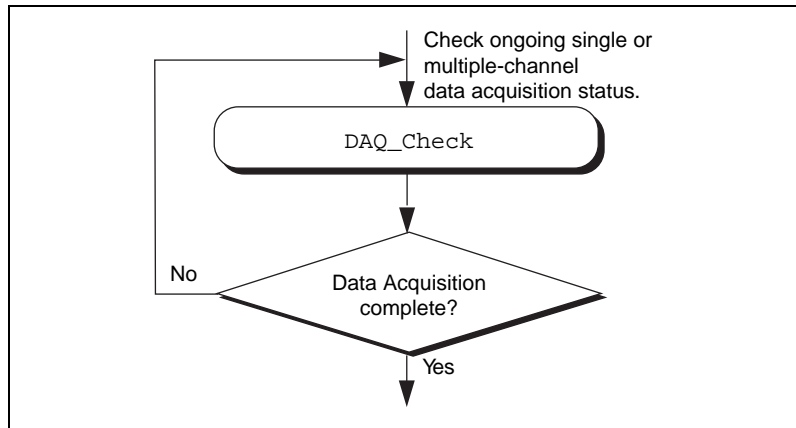 Check ongoing single or
multiple-channel
data acquisition status.
DAQ_Check
No
Data Acquisition
complete?
Yes